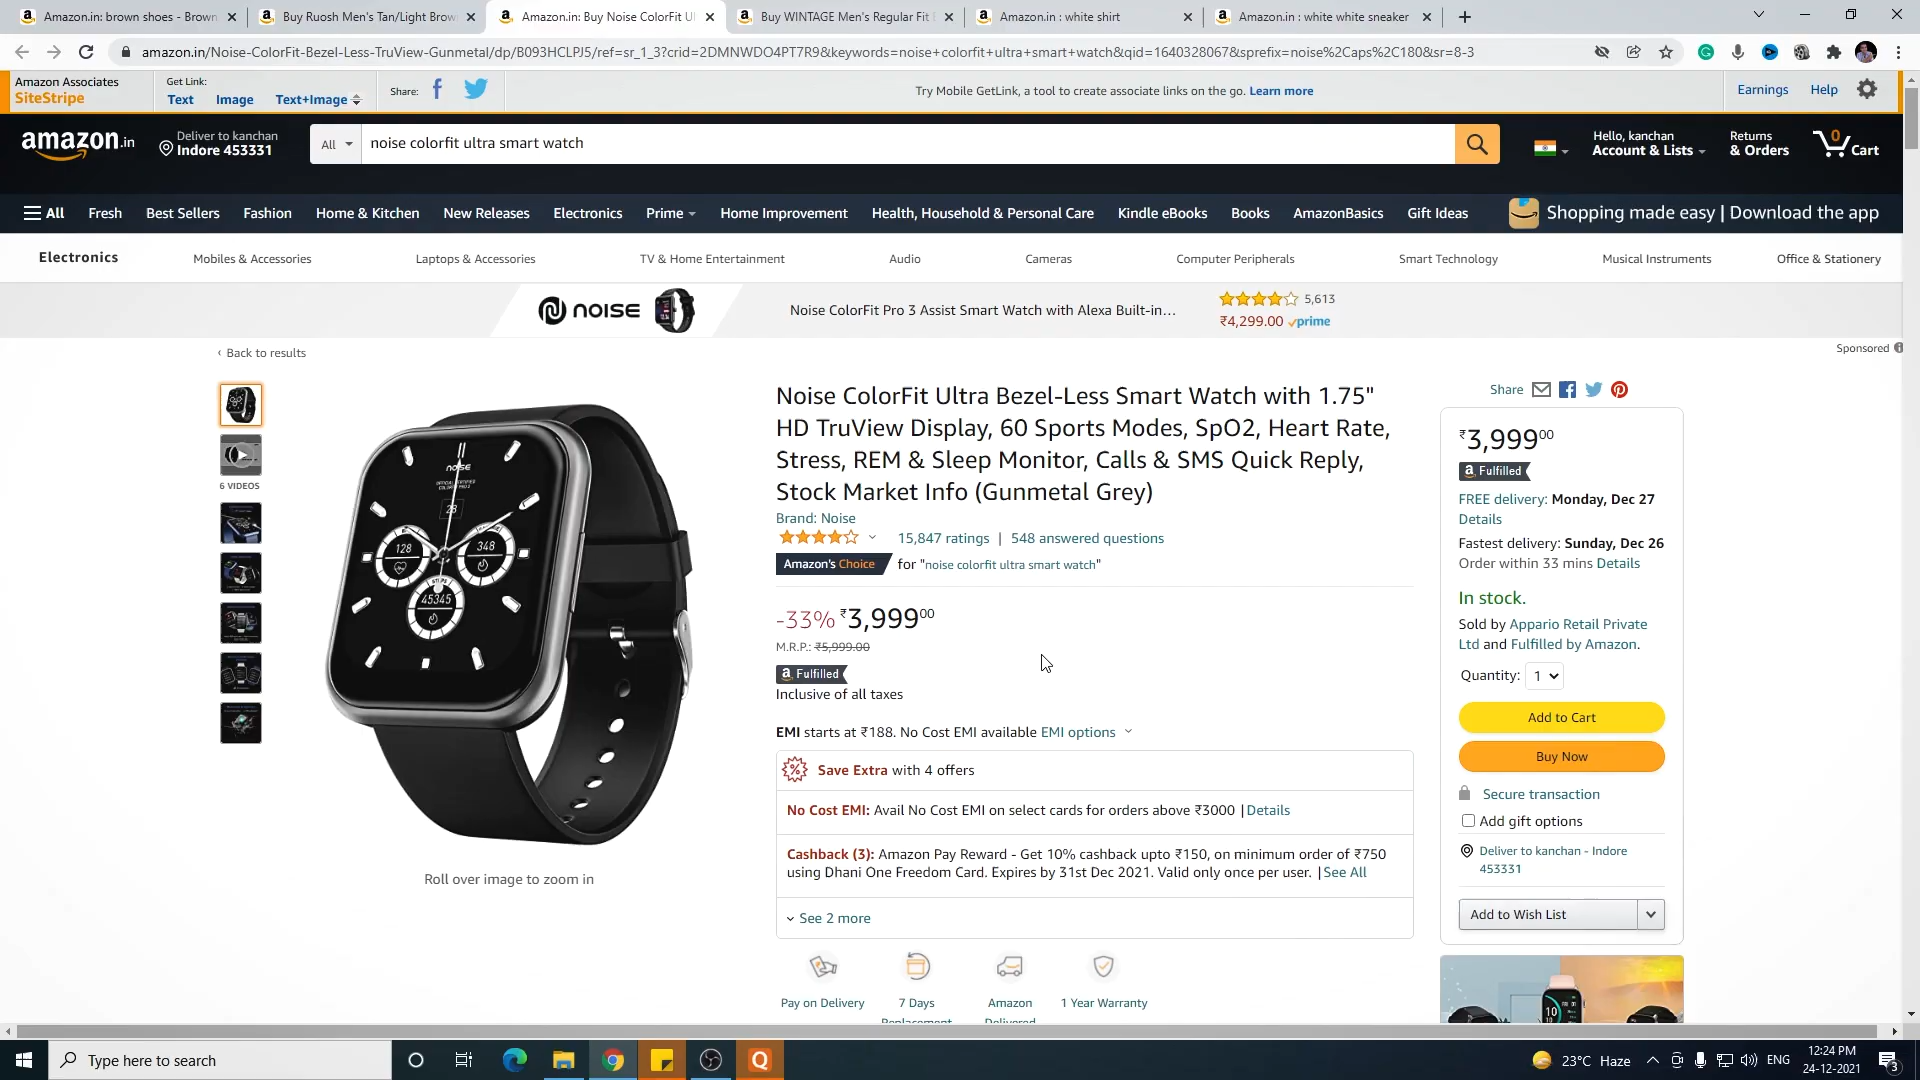 Amazon.in: brown shoes - Brown
Buy Ruosh Men's Tan/Light Brow
Amazon.in: Buy Noise ColorFit Ul
Buy WINTAGE Men's Regular Fit
Amazon.in : white shirt
Amazon.in : white white sneaker
amazon.in/Noise-ColorFit-Bezel-Less-TruView-Gunmetal/dp/B093HCLPJ5/ref=sr_1_3?crid=2DMNWDO4PT7R9&keywords=noise+colorfit+ultra+smart+watch&qid=1640328067&sprefix=noise%2Caps%2C180&sr=8-3
Amazon Associates
SiteStripe
Get Link:
Text Image Text+Image
Share:
Try Mobile GetLink, a tool to create associate links on the go. Learn more
Earnings Help
amazon.in
Deliver to kanchan
Indore 453331
All
noise colorfit ultra smart watch
Hello, kanchan
Account & Lists
Returns
& Orders
0
Cart
All Fresh Best Sellers Fashion Home & Kitchen New Releases Electronics Prime Home Improvement Health, Household & Personal Care Kindle eBooks Books AmazonBasics Gift Ideas Shopping made easy | Download the app
Electronics Mobiles & Accessories Laptops & Accessories TV & Home Entertainment Audio Cameras Computer Peripherals Smart Technology Musical Instruments Office & Stationery
NOISE
Noise ColorFit Pro 3 Assist Smart Watch with Alexa Built-in...
5,613
₹4,299.00 prime
‹ Back to results
Sponsored
6 VIDEOS
noise
28
128
348
45345
Roll over image to zoom in
Noise ColorFit Ultra Bezel-Less Smart Watch with 1.75"
HD TruView Display, 60 Sports Modes, SpO2, Heart Rate,
Stress, REM & Sleep Monitor, Calls & SMS Quick Reply,
Stock Market Info (Gunmetal Grey)
Brand: Noise
15,847 ratings | 548 answered questions
Amazon's Choice for "noise colorfit ultra smart watch"
-33% ₹3,999 00
M.R.P.: ₹5,999.00
a Fulfilled
Inclusive of all taxes
EMI starts at ₹188. No Cost EMI available EMI options
Save Extra with 4 offers
No Cost EMI: Avail No Cost EMI on select cards for orders above ₹3000 |Details
Cashback (3): Amazon Pay Reward - Get 10% cashback upto ₹150, on minimum order of ₹750
using Dhani One Freedom Card. Expires by 31st Dec 2021. Valid only once per user. |See All
See 2 more
Pay on Delivery
7 Days
Replacement
Amazon
Delivered
1 Year Warranty
Share
₹3,999 00
a Fulfilled
FREE delivery: Monday, Dec 27
Details
Fastest delivery: Sunday, Dec 26
Order within 33 mins Details
In stock.
Sold by Appario Retail Private
Ltd and Fulfilled by Amazon.
Quantity: 1
Add to Cart
Buy Now
Secure transaction
Add gift options
Deliver to kanchan - Indore
453331
Add to Wish List
10
Type here to search
23°C Haze
ENG
12:24 PM
24-12-2021
3